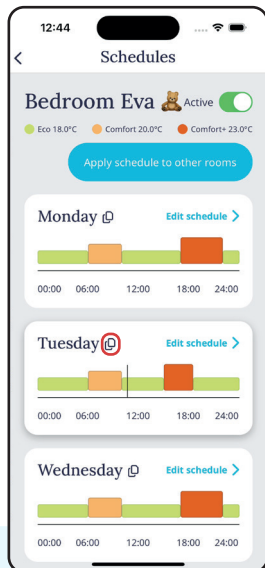 12:44
Schedules
Bedroom Eva 🧸 Active
Eco 18.0°C Comfort 20.0°C Comfort+ 23.0°C
Apply schedule to other rooms
Monday Edit schedule
00:00 06:00 12:00 18:00 24:00
Tuesday Edit schedule
00:00 06:00 12:00 18:00 24:00
Wednesday Edit schedule
00:00 06:00 12:00 18:00 24:00